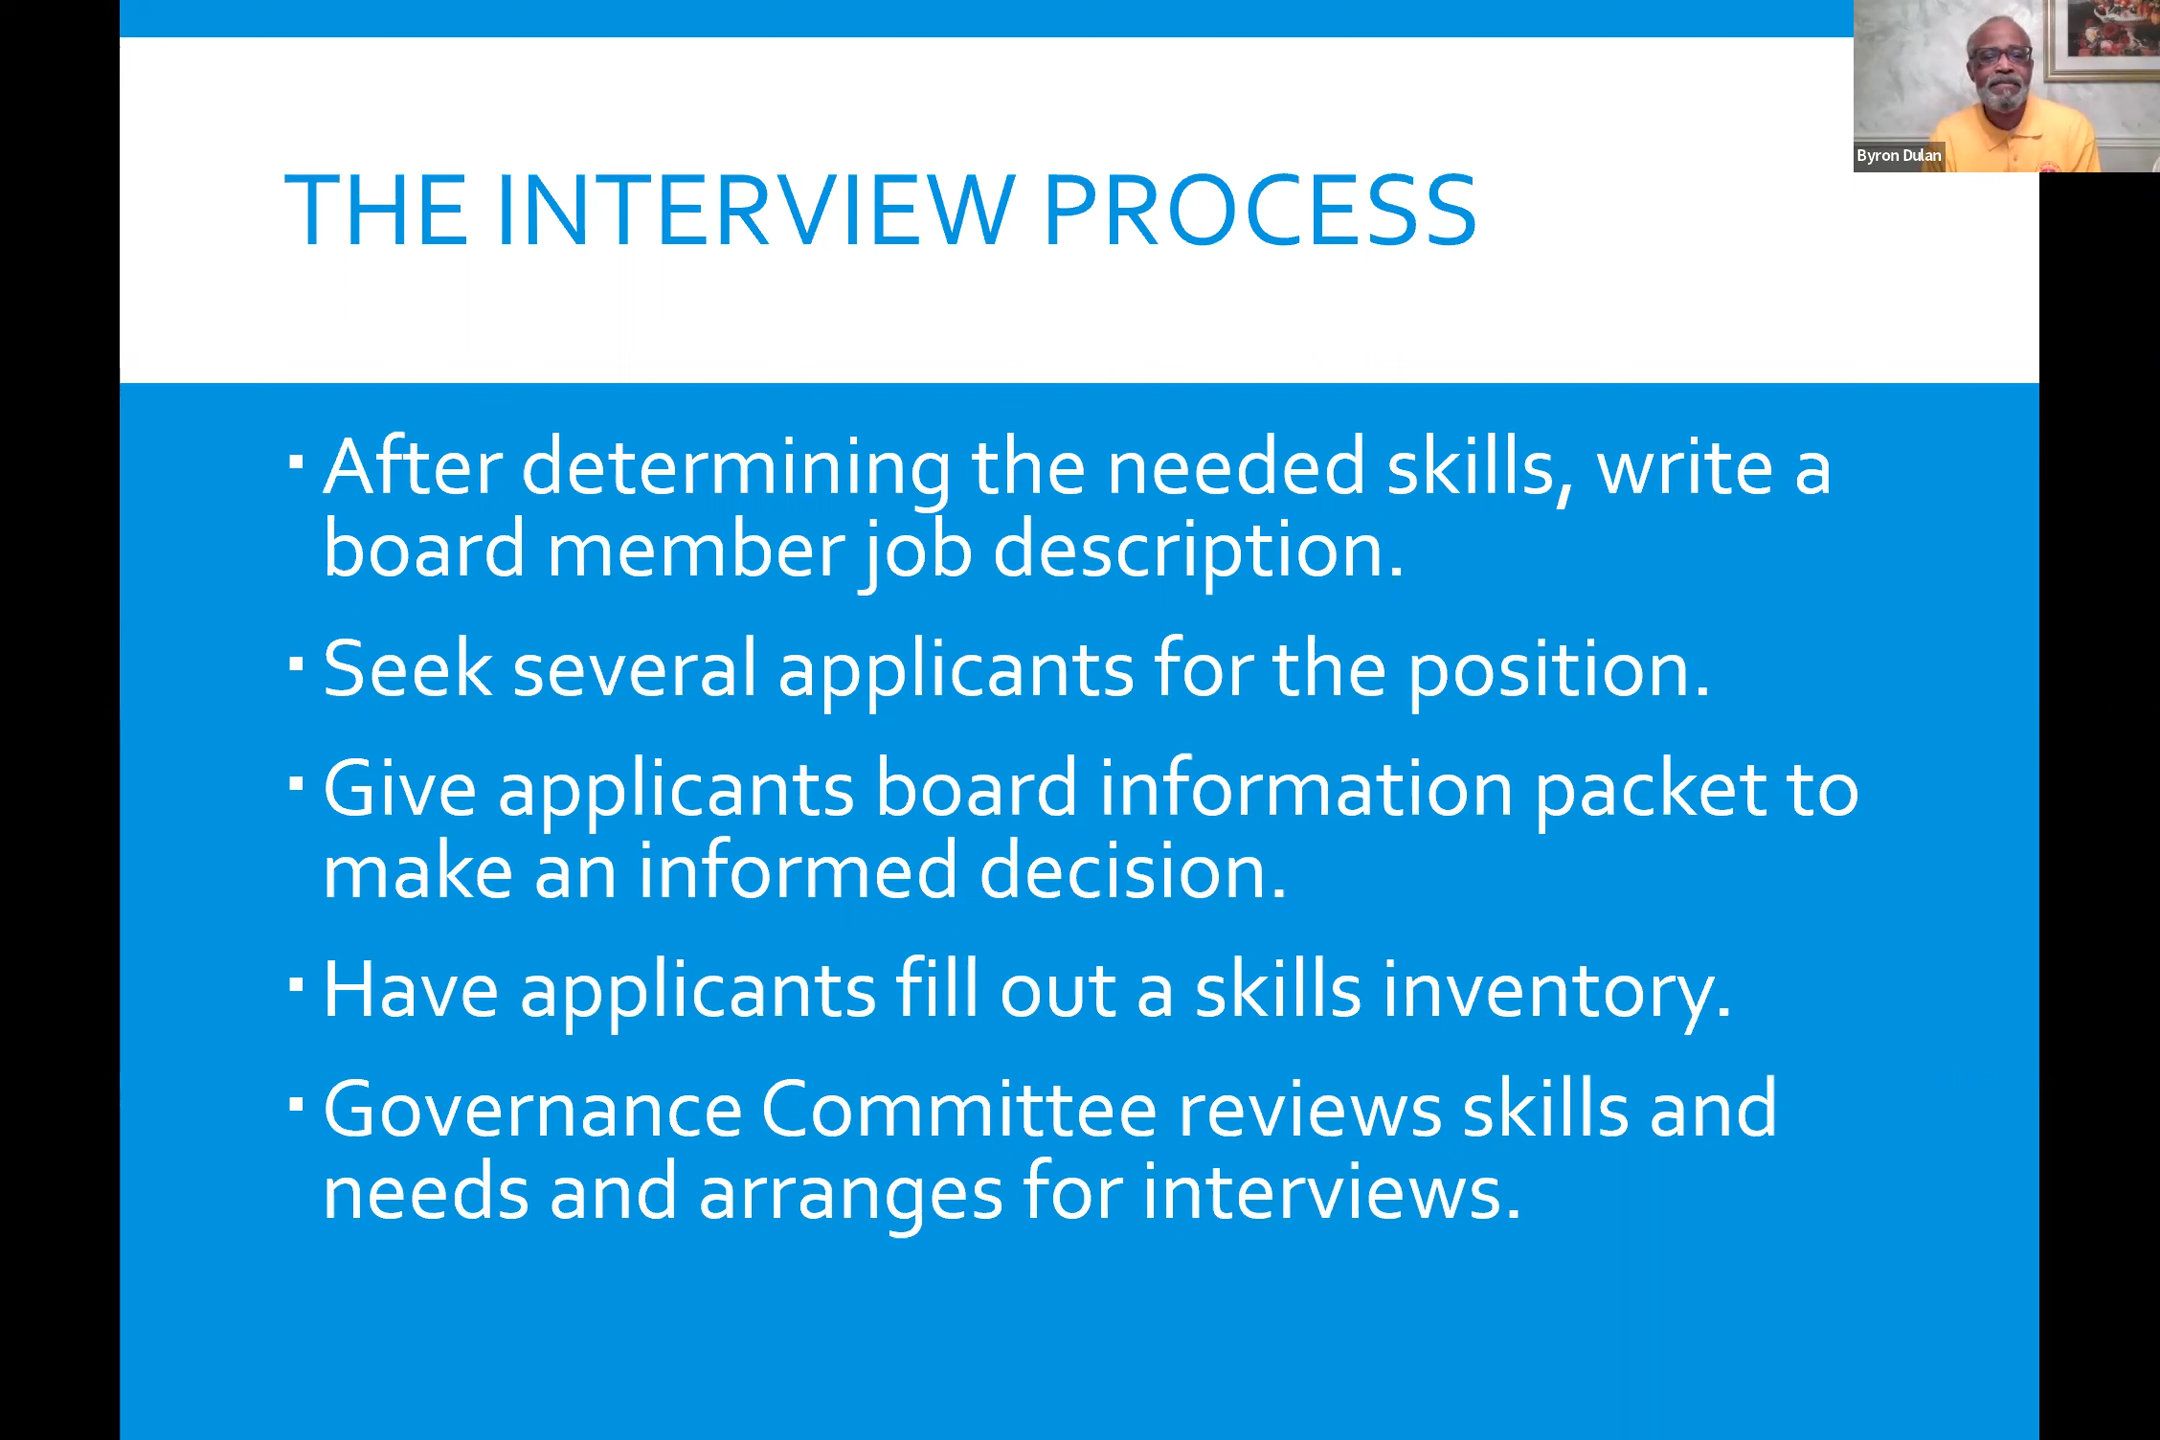 THE INTERVIEW PROCESS
Byron Dulan
▪ After determining the needed skills, write a
board member job description.
▪ Seek several applicants for the position.
▪ Give applicants board information packet to
make an informed decision.
▪ Have applicants fill out a skills inventory.
▪ Governance Committee reviews skills and
needs and arranges for interviews.